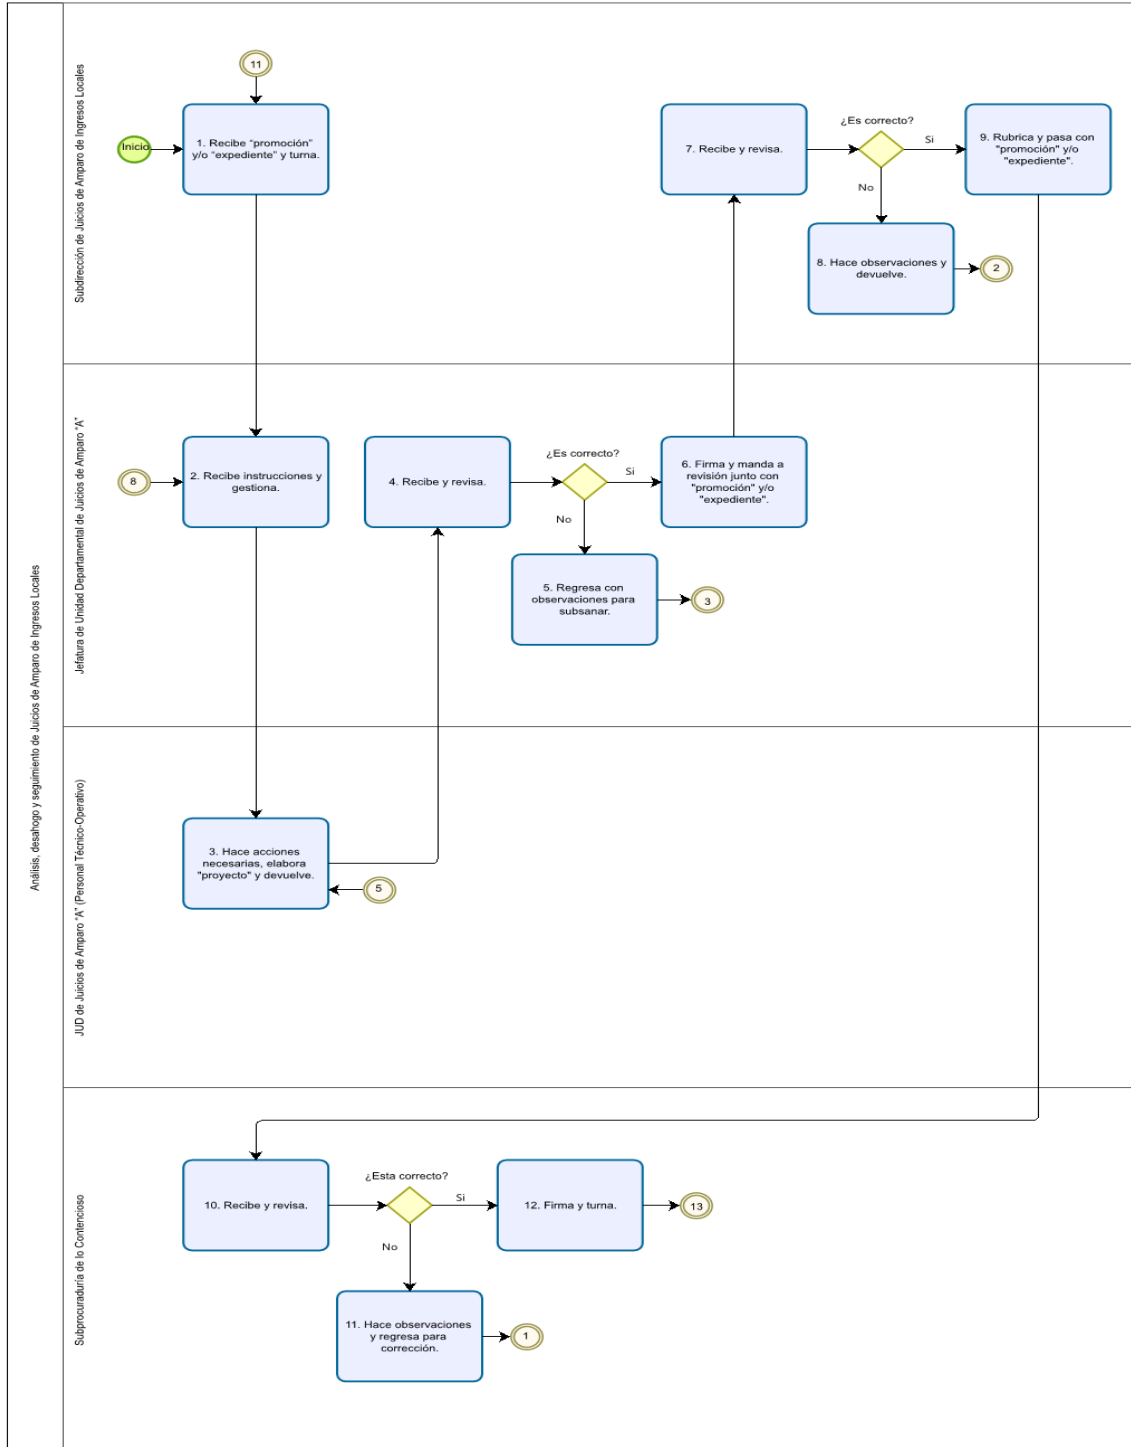 Análisis, desahogo y seguimiento de Juicios de Amparo de Ingresos Locales
Subdirección de Juicios de Amparo de Ingresos Locales
11
Inicio
1. Recibe “promoción”
y/o “expediente” y turna.
7. Recibe y revisa.
¿Es correcto?
Si
No
9. Rubrica y pasa con
"promoción" y/o
"expediente".
8. Hace observaciones y
devuelve.
2
Jefatura de Unidad Departamental de Juicios de Amparo “A”
8
2. Recibe instrucciones y
gestiona.
4. Recibe y revisa.
¿Es correcto?
Si
No
6. Firma y manda a
revisión junto con
"promoción" y/o
"expediente".
5. Regresa con
observaciones para
subsanar.
3
JUD de Juicios de Amparo “A” (Personal Técnico-Operativo)
3. Hace acciones
necesarias, elabora
"proyecto" y devuelve.
5
Subprocuraduría de lo Contencioso
10. Recibe y revisa.
¿Esta correcto?
Si
No
12. Firma y turna.
13
11. Hace observaciones
y regresa para
corrección.
1